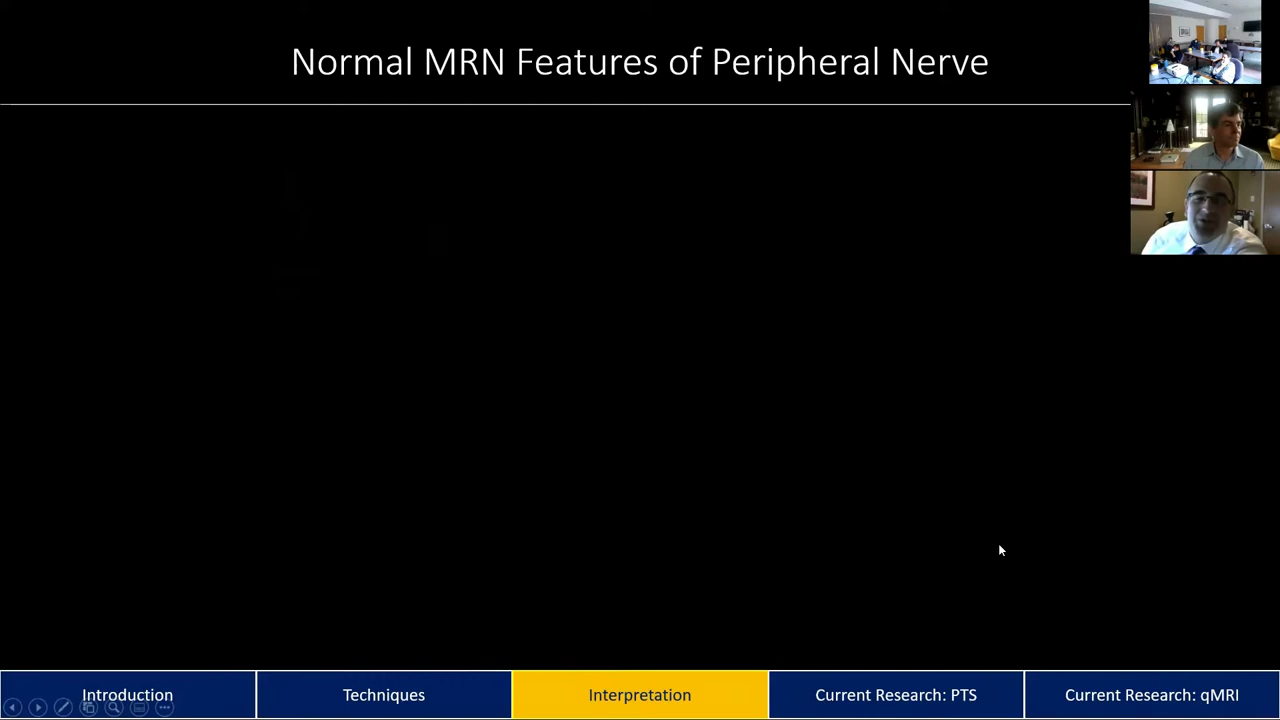 Normal MRN Features of Peripheral Nerve
Introduction
Techniques
Interpretation
Current Research: PTS
Current Research: qMRI